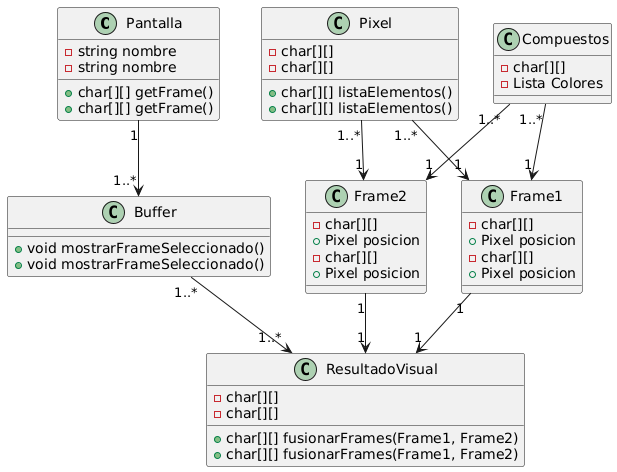 C Pantalla
string nombre
string nombre
char[][] getFrame()
char[][] getFrame()
C Pixel
char[][]
char[][]
char[][] listaElementos()
char[][] listaElementos()
C Compuestos
char[][]
Lista Colores
1
1..*
1..*
1..*
1..*
1..*
1
1
1
1
C Buffer
void mostrarFrameSeleccionado()
void mostrarFrameSeleccionado()
C Frame2
char[][]
Pixel posicion
char[][]
Pixel posicion
C Frame1
char[][]
Pixel posicion
char[][]
Pixel posicion
1..*
1
1
1..*
1
1
C ResultadoVisual
char[][]
char[][]
char[][] fusionarFrames(Frame1, Frame2)
char[][] fusionarFrames(Frame1, Frame2)